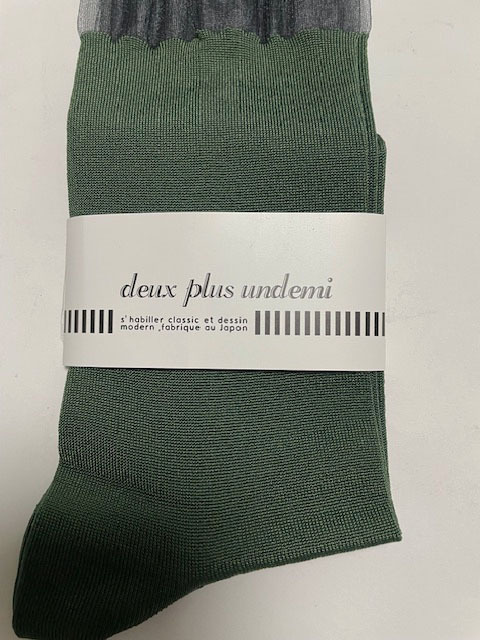 deux plus undemi
s'habiller classic et dessin
modern ,fabrique au Japon